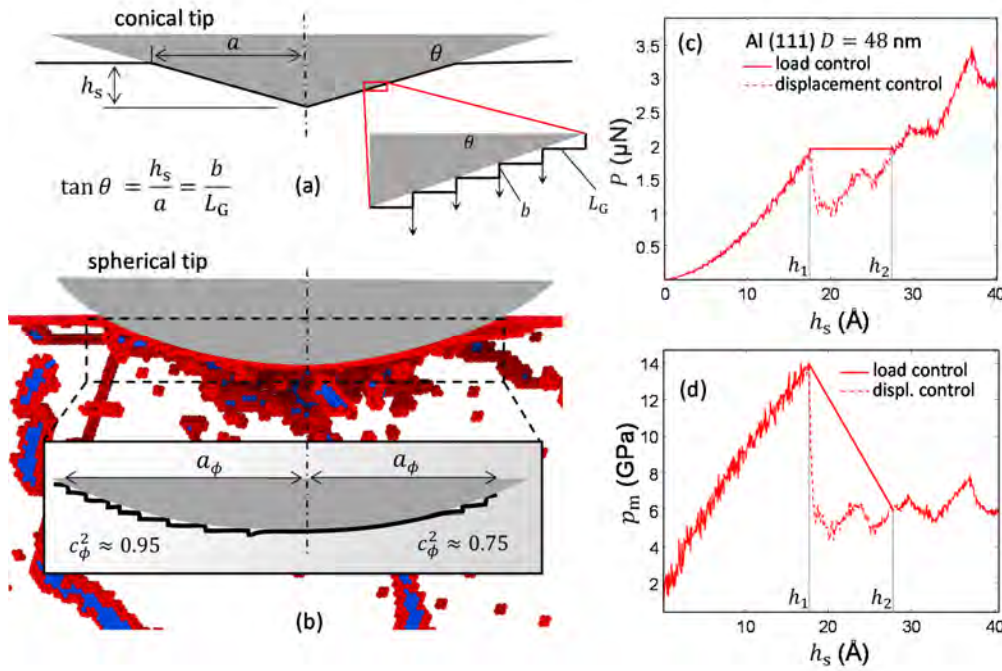 conical tip
a
θ
h_s
θ
tan θ = h_s/a = b/L_G
(a)
b
L_G
spherical tip
a_ϕ
a_ϕ
c_ϕ^2 ≈ 0.95
c_ϕ^2 ≈ 0.75
(b)
(c)
Al (111) D = 48 nm
load control
displacement control
3.5
3
2.5
2
1.5
1
0.5
P (μN)
h_1
h_2
0
10
20
30
40
h_s (Å)
(d)
load control
displ. control
14
12
10
8
6
4
2
p_m (GPa)
h_1
h_2
0
10
20
30
40
h_s (Å)